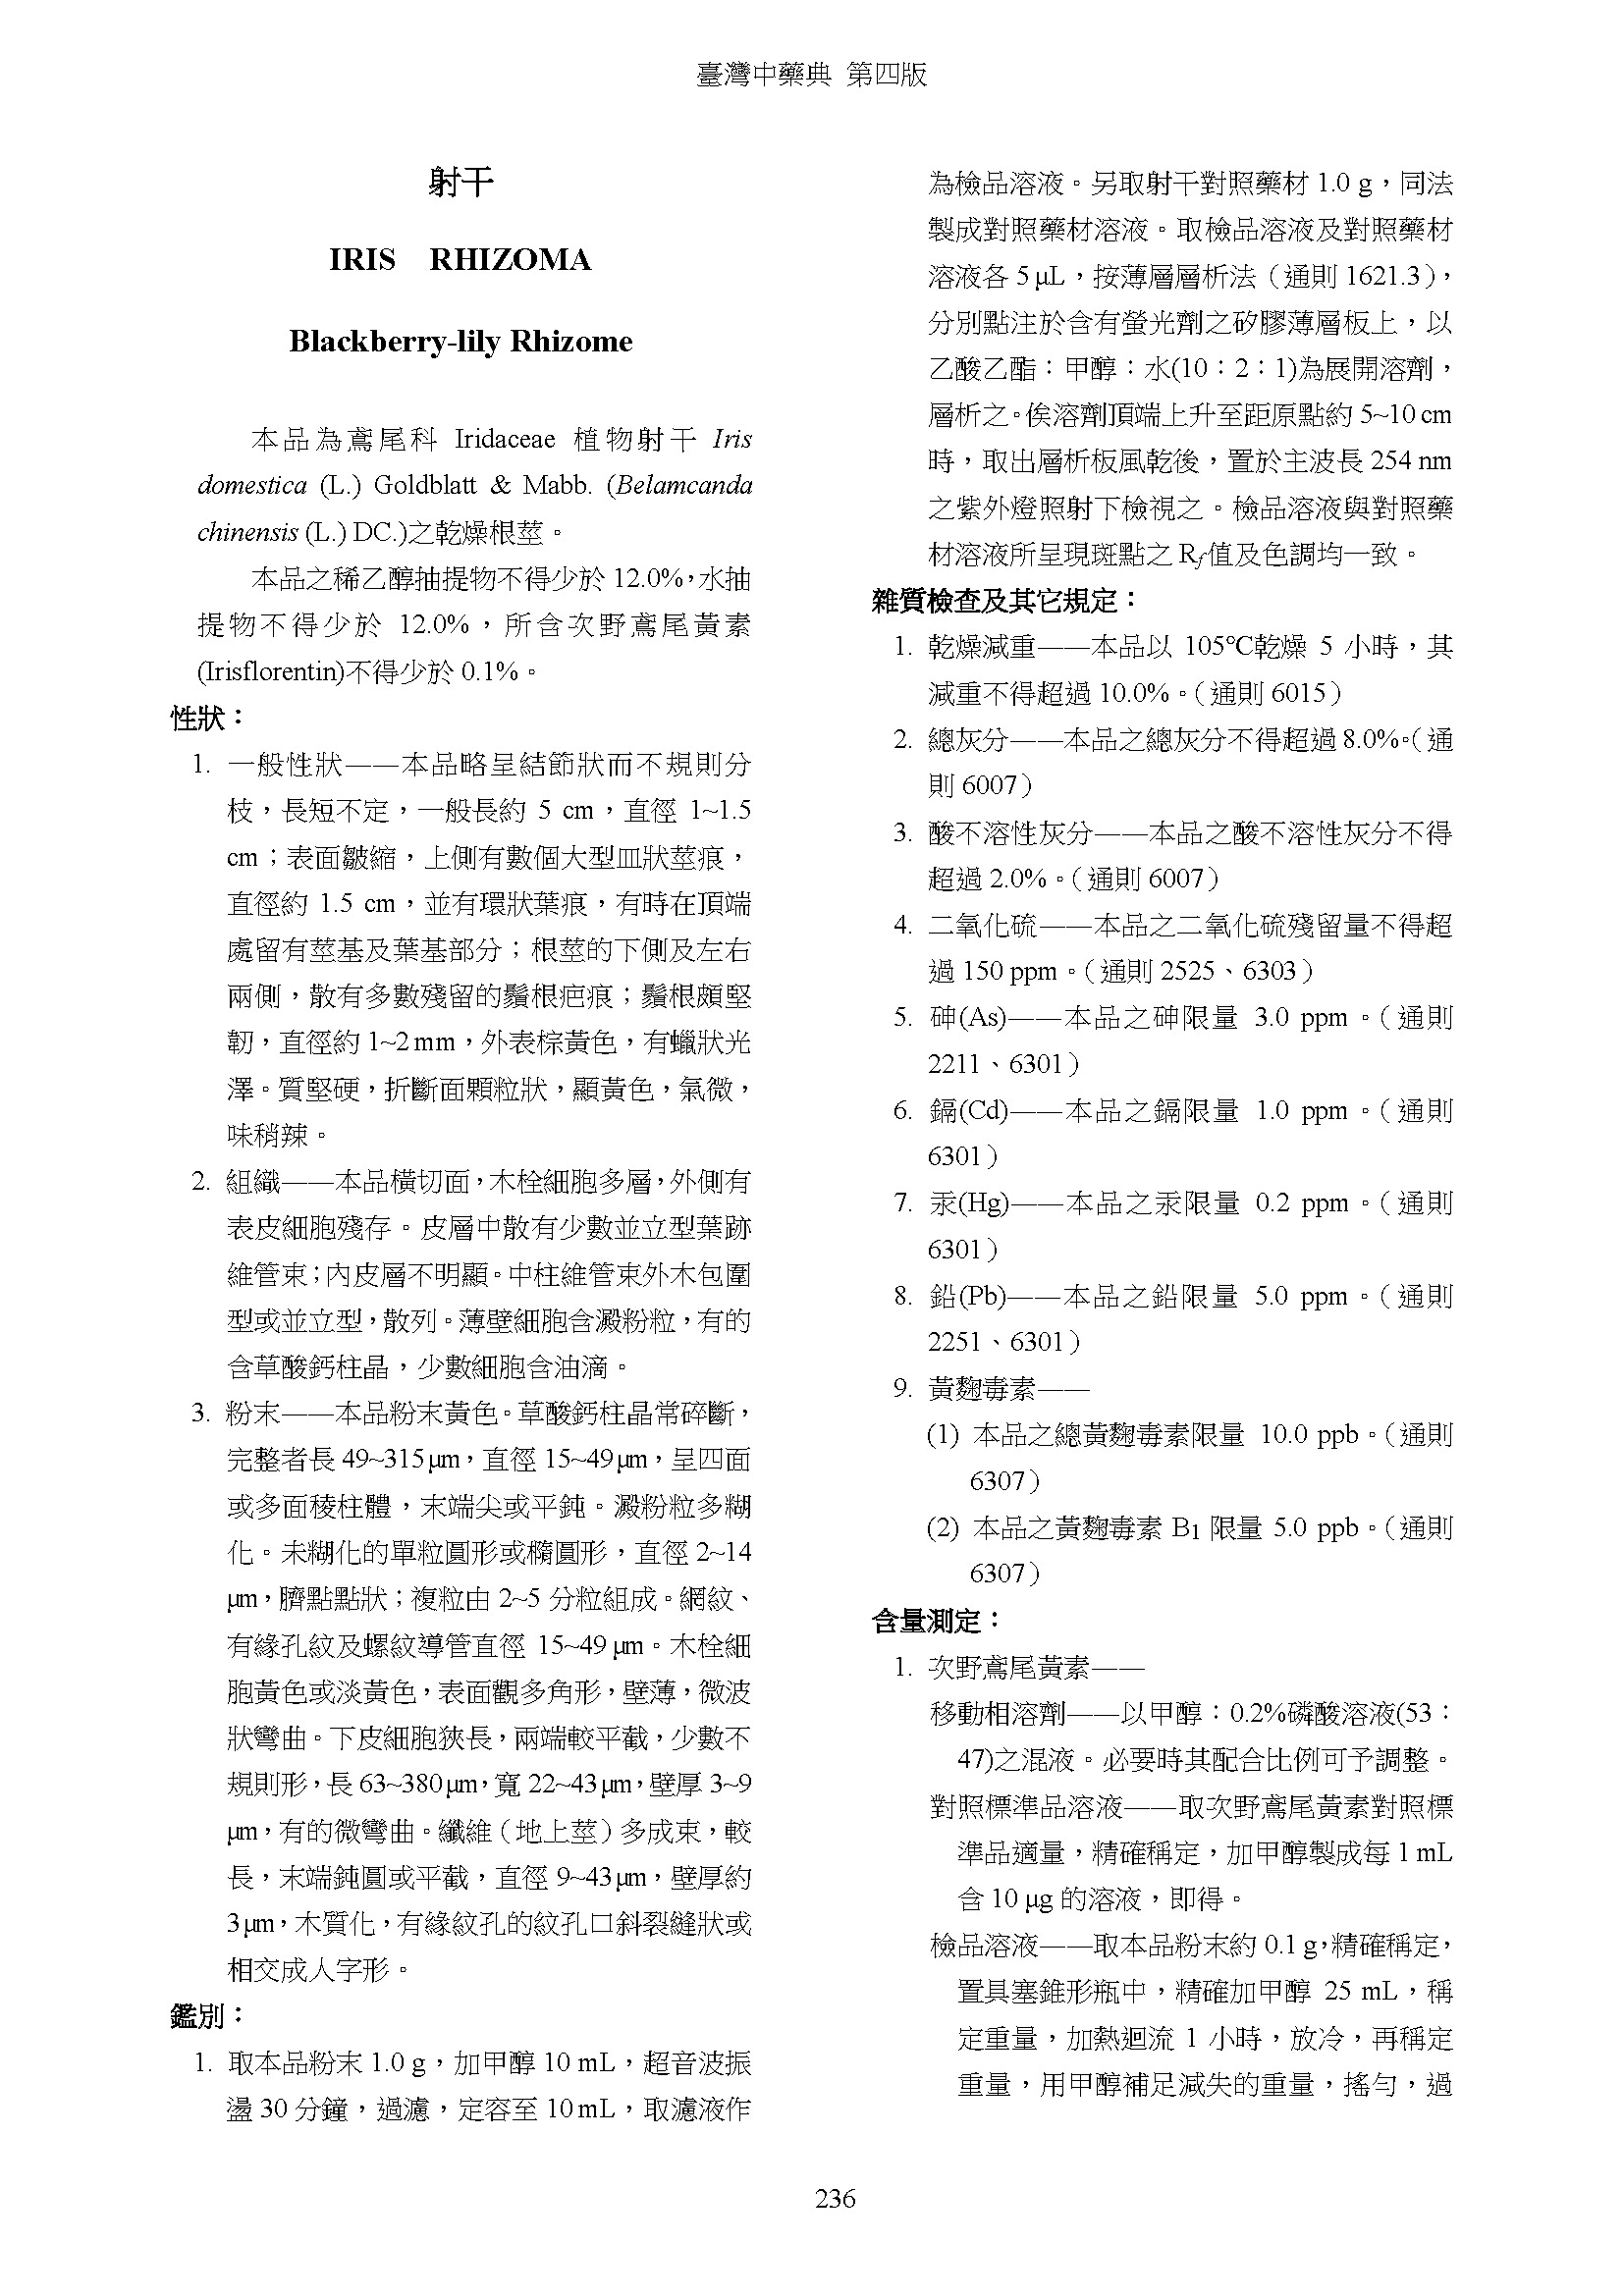 臺灣中藥典 第四版
射干
IRIS RHIZOMA
Blackberry-lily Rhizome
本品為鳶尾科 Iridaceae 植物射干 Iris
domestica (L.) Goldblatt & Mabb. (Belamcanda
chinensis (L.) DC.)之乾燥根莖。
本品之稀乙醇抽提物不得少於 12.0%，水抽
提物不得少於 12.0%，所含次野鳶尾黃素
(Irisflorentin)不得少於 0.1%。
性狀：
1. 一般性狀——本品略呈結節狀而不規則分
枝，長短不定，一般長約 5 cm，直徑 1~1.5
cm；表面皺縮，上側有數個大型皿狀莖痕，
直徑約 1.5 cm，並有環狀葉痕，有時在頂端
處留有莖基及葉基部分；根莖的下側及左右
兩側，散有多數殘留的鬚根疤痕；鬚根頗堅
韌，直徑約 1~2 mm，外表棕黃色，有蠟狀光
澤。質堅硬，折斷面顆粒狀，顯黃色，氣微，
味稍辣。
2. 組織——本品橫切面，木栓細胞多層，外側有
表皮細胞殘存。皮層中散有少數並立型葉跡
維管束；內皮層不明顯。中柱維管束外木包圍
型或並立型，散列。薄壁細胞含澱粉粒，有的
含草酸鈣柱晶，少數細胞含油滴。
3. 粉末——本品粉末黃色。草酸鈣柱晶常碎斷，
完整者長 49~315 μm，直徑 15~49 μm，呈四面
或多面稜柱體，末端尖或平鈍。澱粉粒多糊
化。未糊化的單粒圓形或橢圓形，直徑 2~14
μm，臍點點狀；複粒由 2~5 分粒組成。網紋、
有緣孔紋及螺紋導管直徑 15~49 μm。木栓細
胞黃色或淡黃色，表面觀多角形，壁薄，微波
狀彎曲。下皮細胞狹長，兩端較平截，少數不
規則形，長 63~380 μm，寬 22~43 μm，壁厚 3~9
μm，有的微彎曲。纖維（地上莖）多成束，較
長，末端鈍圓或平截，直徑 9~43 μm，壁厚約
3 μm，木質化，有緣紋孔的紋孔口斜裂縫狀或
相交成人字形。
鑑別：
1. 取本品粉末 1.0 g，加甲醇 10 mL，超音波振
盪 30 分鐘，過濾，定容至 10 mL，取濾液作
為檢品溶液。另取射干對照藥材 1.0 g，同法
製成對照藥材溶液。取檢品溶液及對照藥材
溶液各 5 μL，按薄層層析法（通則 1621.3），
分別點注於含有螢光劑之矽膠薄層板上，以
乙酸乙酯：甲醇：水(10：2：1)為展開溶劑，
層析之。俟溶劑頂端上升至距原點約 5~10 cm
時，取出層析板風乾後，置於主波長 254 nm
之紫外燈照射下檢視之。檢品溶液與對照藥
材溶液所呈現斑點之 Rf值及色調均一致。
雜質檢查及其它規定：
1. 乾燥減重——本品以 105℃乾燥 5 小時，其
減重不得超過 10.0%。（通則 6015）
2. 總灰分——本品之總灰分不得超過 8.0%。（通
則 6007）
3. 酸不溶性灰分——本品之酸不溶性灰分不得
超過 2.0%。（通則 6007）
4. 二氧化硫——本品之二氧化硫殘留量不得超
過 150 ppm。（通則 2525、6303）
5. 砷(As)——本品之砷限量 3.0 ppm。（通則
2211、6301）
6. 鎘(Cd)——本品之鎘限量 1.0 ppm。（通則
6301）
7. 汞(Hg)——本品之汞限量 0.2 ppm。（通則
6301）
8. 鉛(Pb)——本品之鉛限量 5.0 ppm。（通則
2251、6301）
9. 黃麴毒素——
(1) 本品之總黃麴毒素限量 10.0 ppb。（通則
6307）
(2) 本品之黃麴毒素 B1 限量 5.0 ppb。（通則
6307）
含量測定：
1. 次野鳶尾黃素——
移動相溶劑——以甲醇：0.2%磷酸溶液(53：
47)之混液。必要時其配合比例可予調整。
對照標準品溶液——取次野鳶尾黃素對照標
準品適量，精確稱定，加甲醇製成每 1 mL
含 10 μg 的溶液，即得。
檢品溶液——取本品粉末約 0.1 g，精確稱定，
置具塞錐形瓶中，精確加甲醇 25 mL，稱
定重量，加熱迴流 1 小時，放冷，再稱定
重量，用甲醇補足減失的重量，搖勻，過
236